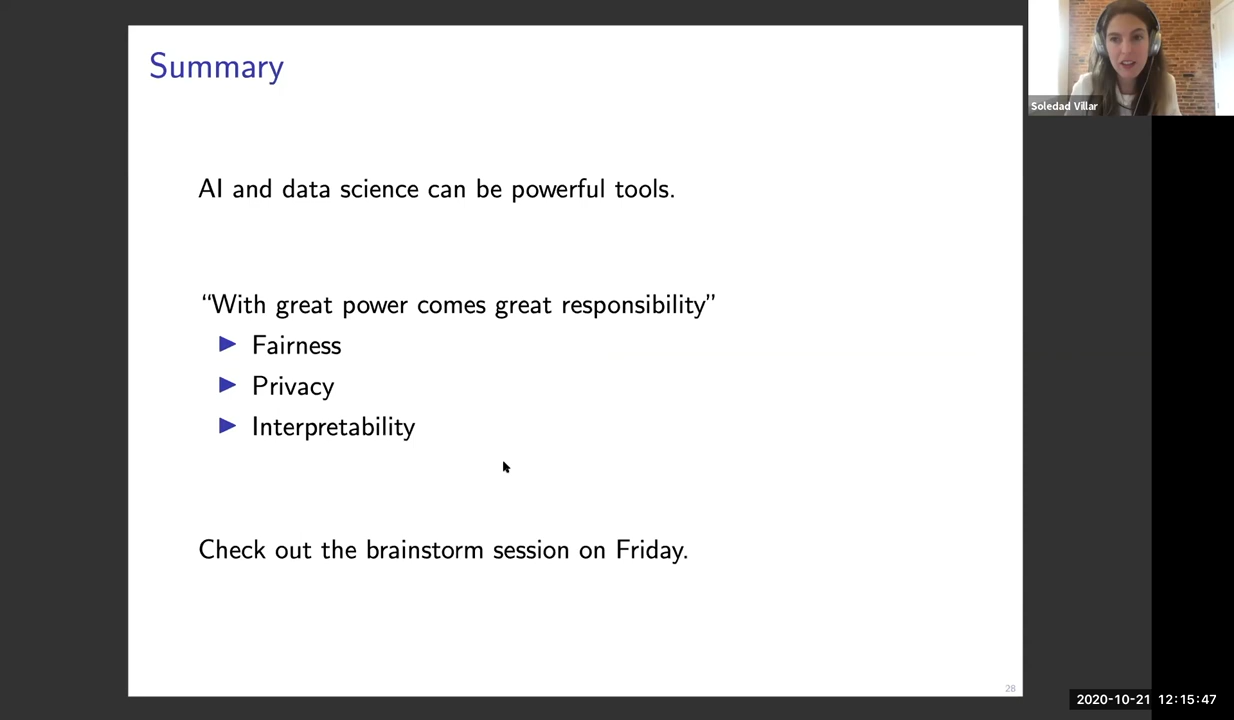 Summary
AI and data science can be powerful tools.
“With great power comes great responsibility”
Fairness
Privacy
Interpretability
Check out the brainstorm session on Friday.
28
Soledad Villar
2020-10-21 12:15:47